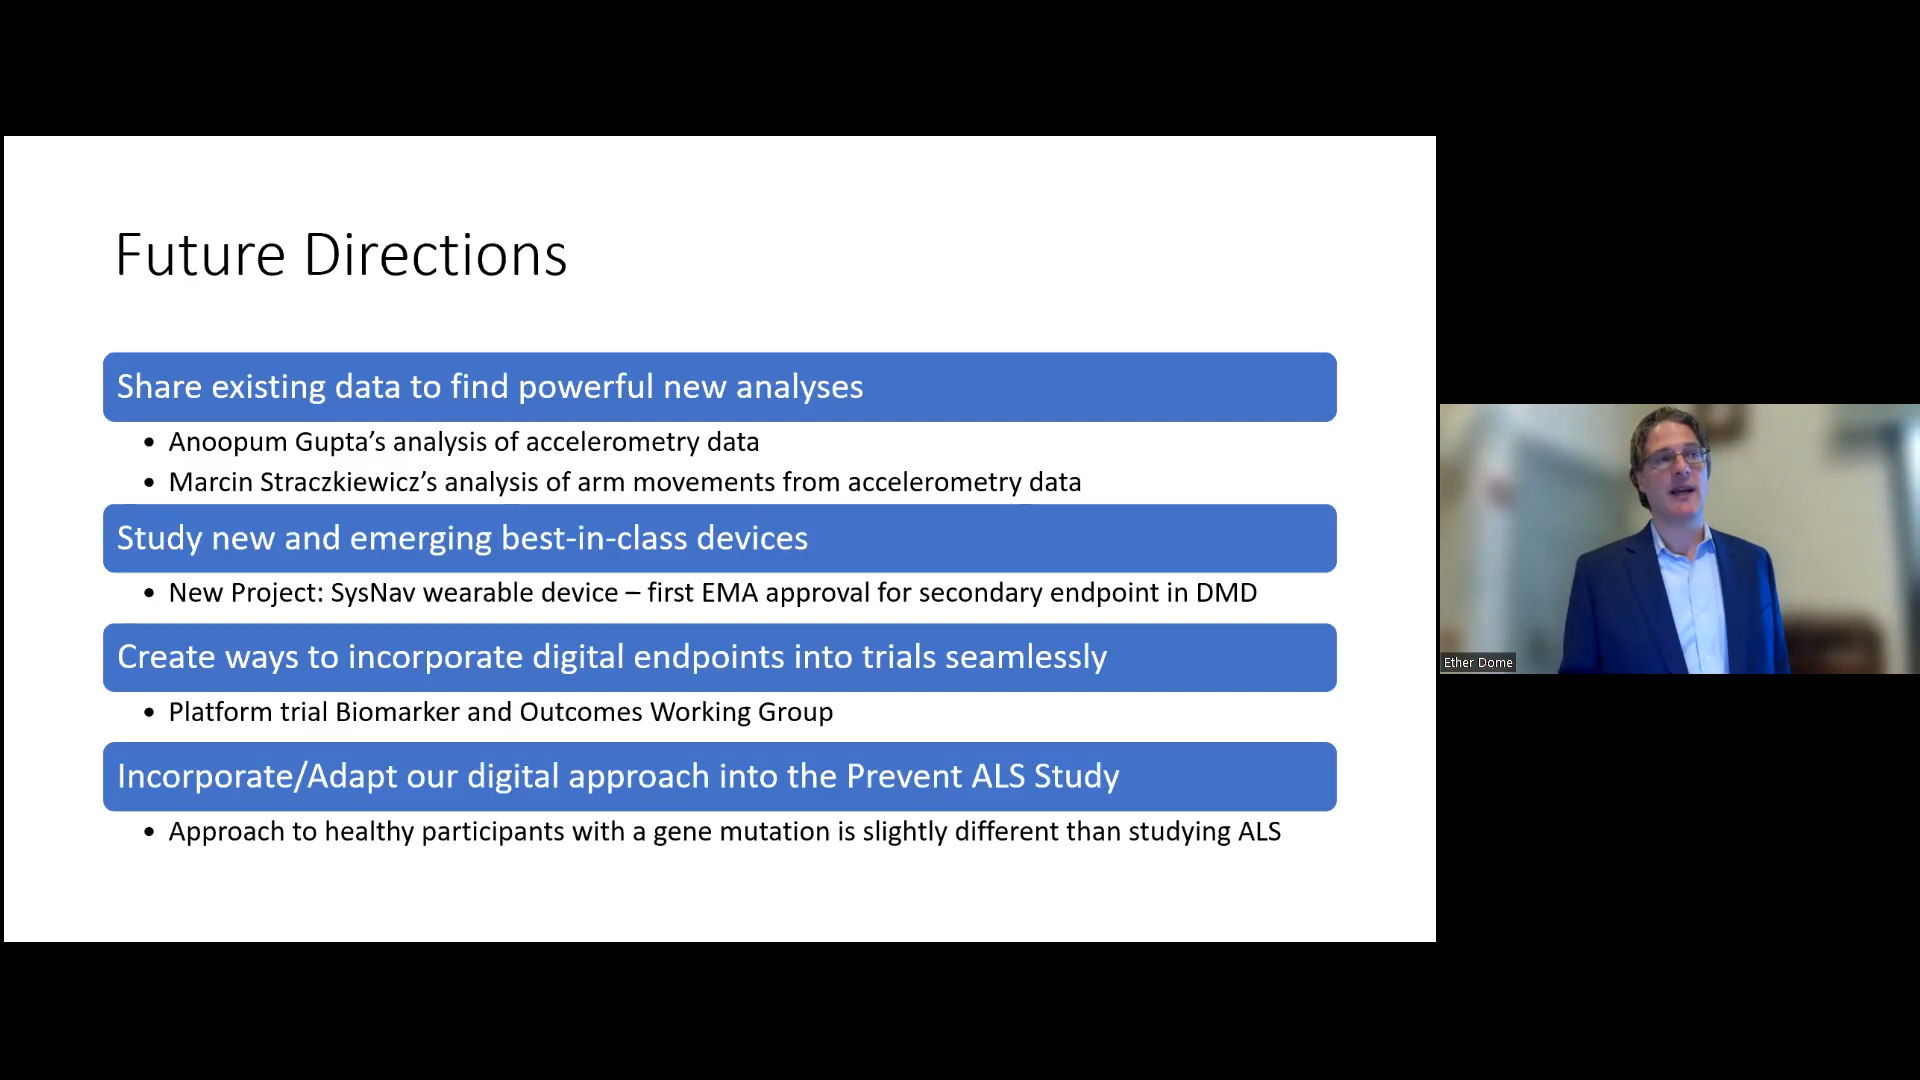 Future Directions
Share existing data to find powerful new analyses
• Anoopum Gupta’s analysis of accelerometry data
• Marcin Straczkiewicz’s analysis of arm movements from accelerometry data
Study new and emerging best-in-class devices
• New Project: SysNav wearable device – first EMA approval for secondary endpoint in DMD
Create ways to incorporate digital endpoints into trials seamlessly
• Platform trial Biomarker and Outcomes Working Group
Incorporate/Adapt our digital approach into the Prevent ALS Study
• Approach to healthy participants with a gene mutation is slightly different than studying ALS
Ether Dome